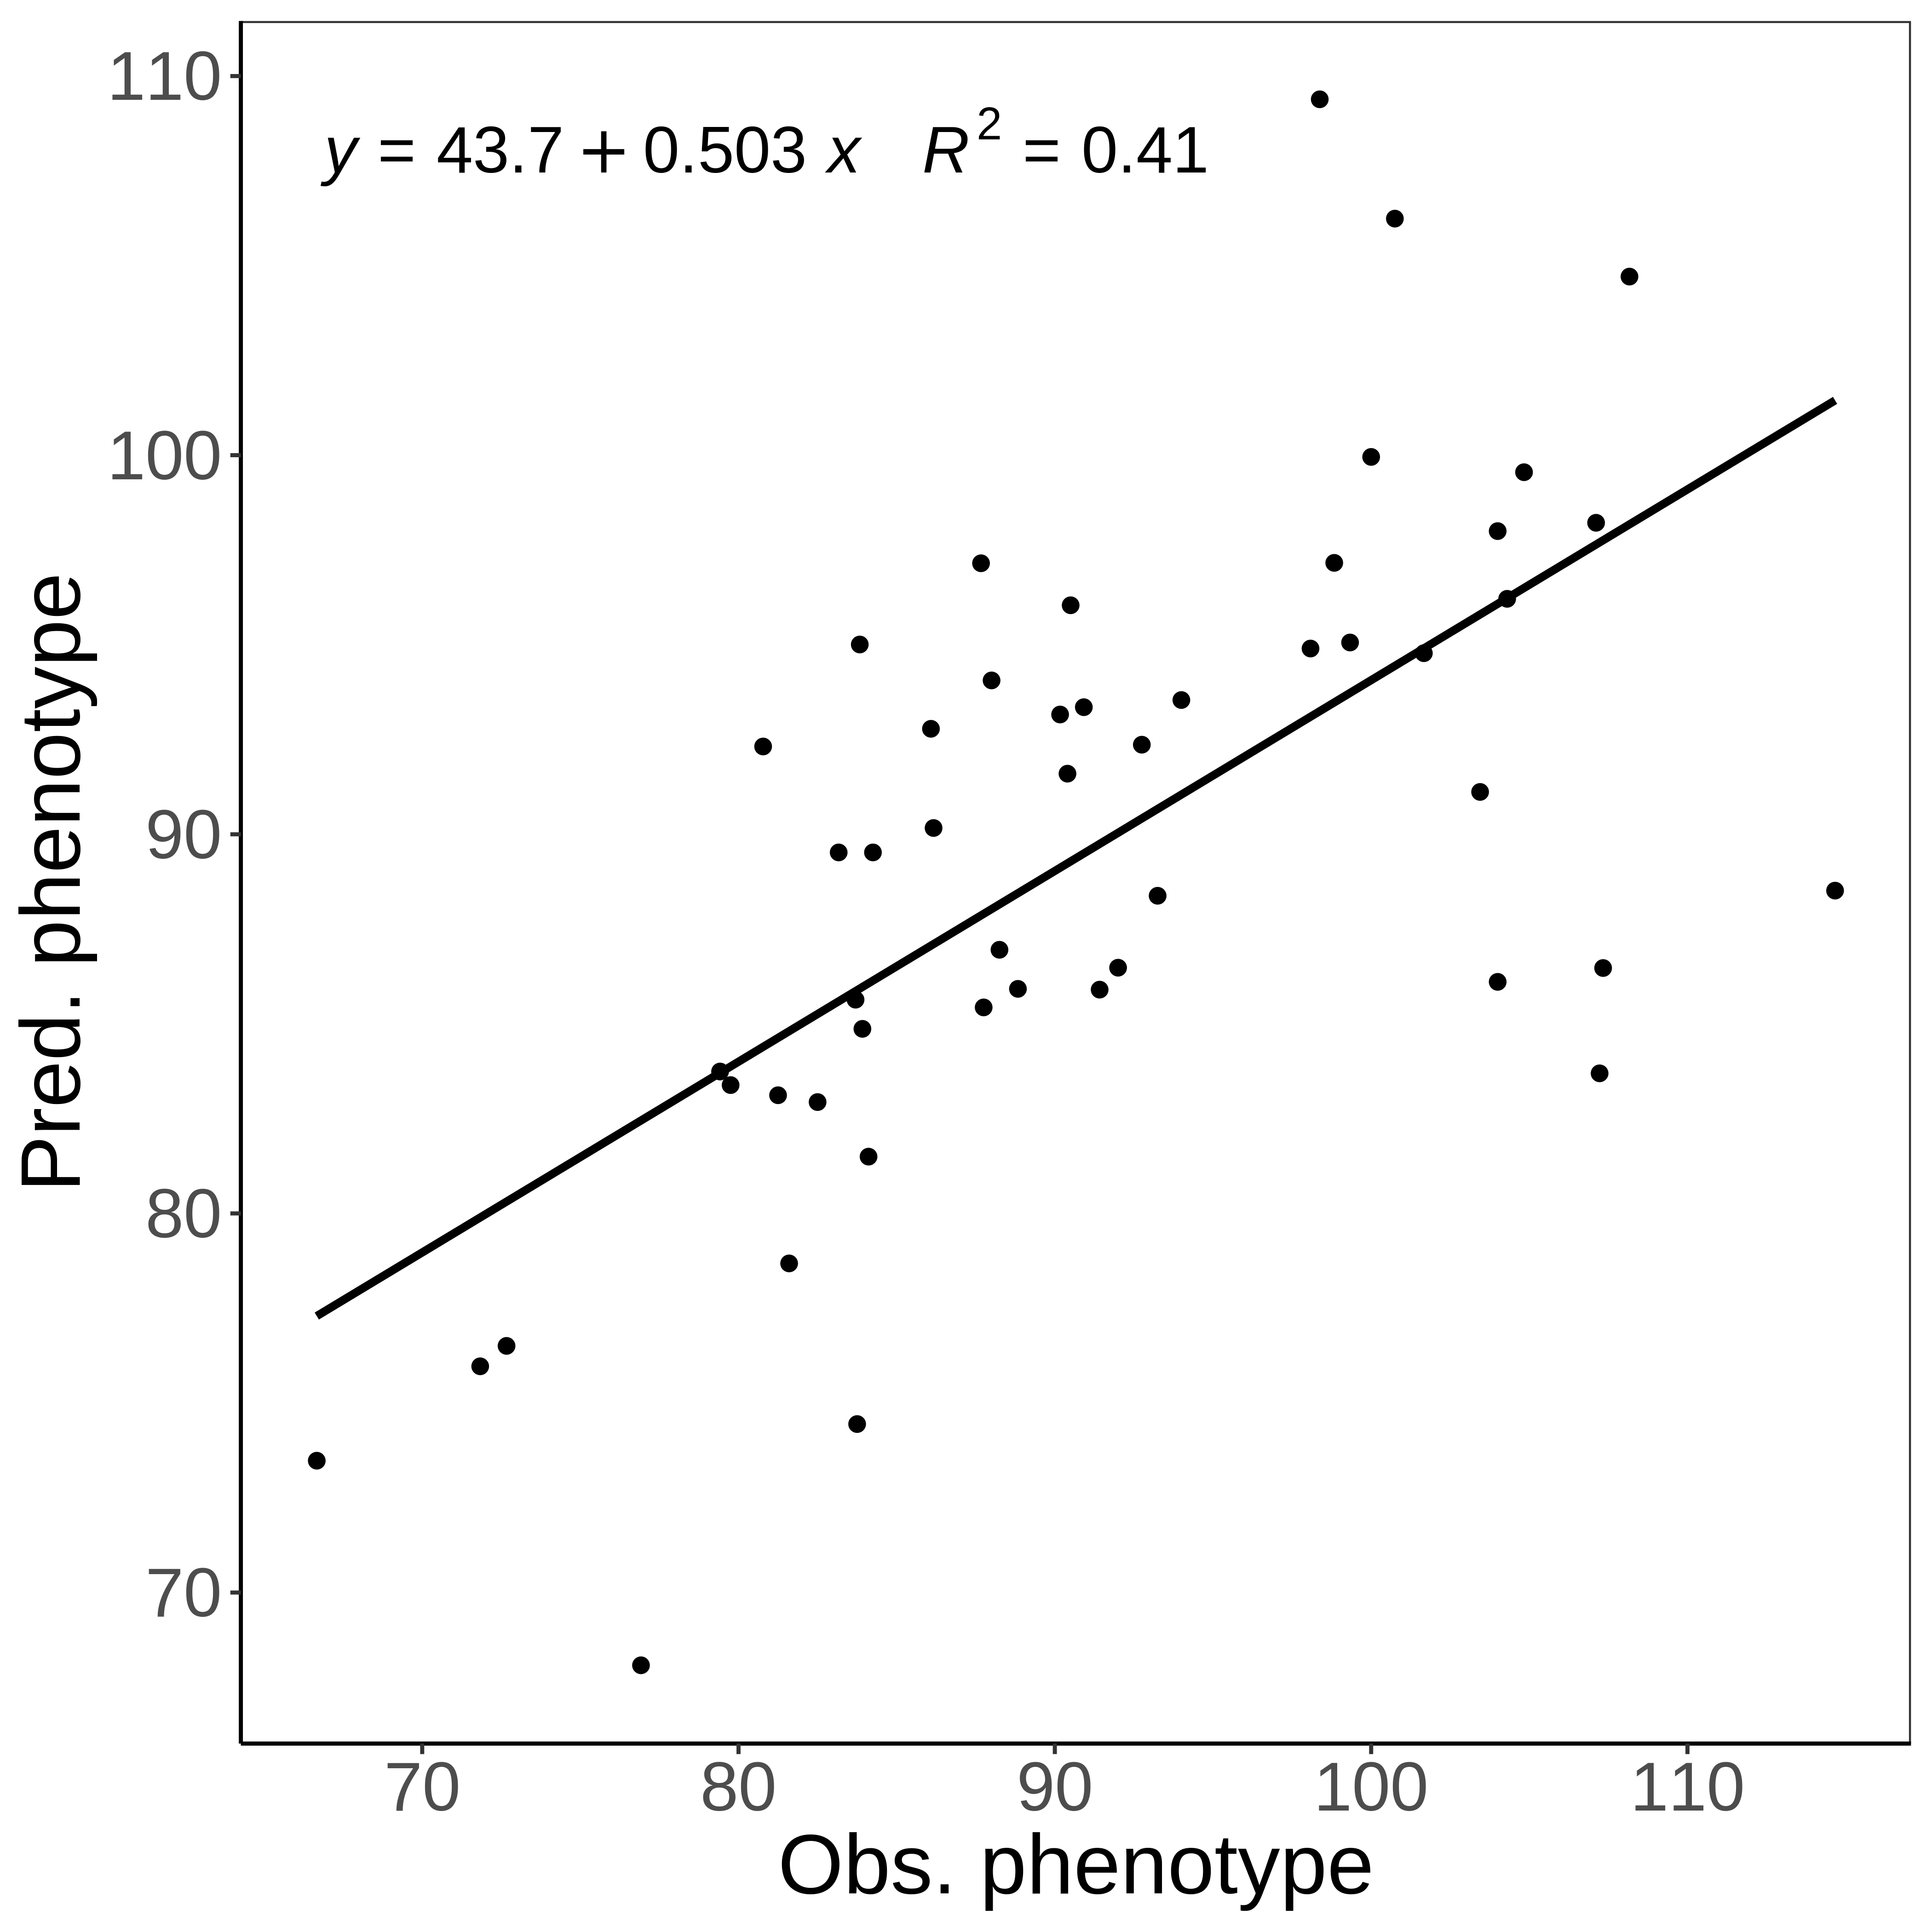 110
y = 43.7 + 0.503 x R² = 0.41
100
90
80
70
Pred. phenotype
70 80 90 100 110
Obs. phenotype